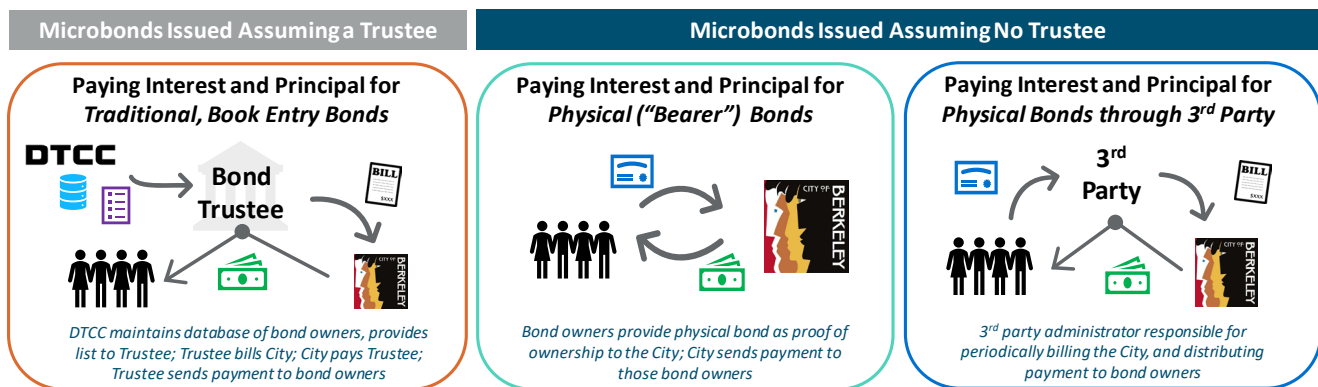 Microbonds Issued Assuming a Trustee
Microbonds Issued Assuming No Trustee
Paying Interest and Principal for
Traditional, Book Entry Bonds
DTCC
Bond
Trustee
BILL
$XXX
CITY OF
BERKELEY
DTCC maintains database of bond owners, provides
list to Trustee; Trustee bills City; City pays Trustee;
Trustee sends payment to bond owners
Paying Interest and Principal for
Physical (“Bearer”) Bonds
CITY OF
BERKELEY
Bond owners provide physical bond as proof of
ownership to the City; City sends payment to
those bond owners
Paying Interest and Principal for
Physical Bonds through 3rd Party
3rd
Party
BILL
$XXX
CITY OF
BERKELEY
3rd party administrator responsible for
periodically billing the City, and distributing
payment to bond owners